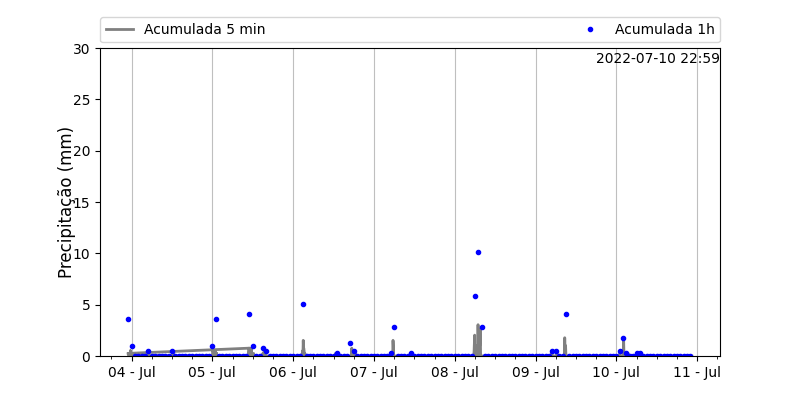 Acumulada 5 min
Acumulada 1h
2022-07-10 22:59
Precipitação (mm)
30
25
20
15
10
5
0
04 - Jul
05 - Jul
06 - Jul
07 - Jul
08 - Jul
09 - Jul
10 - Jul
11 - Jul